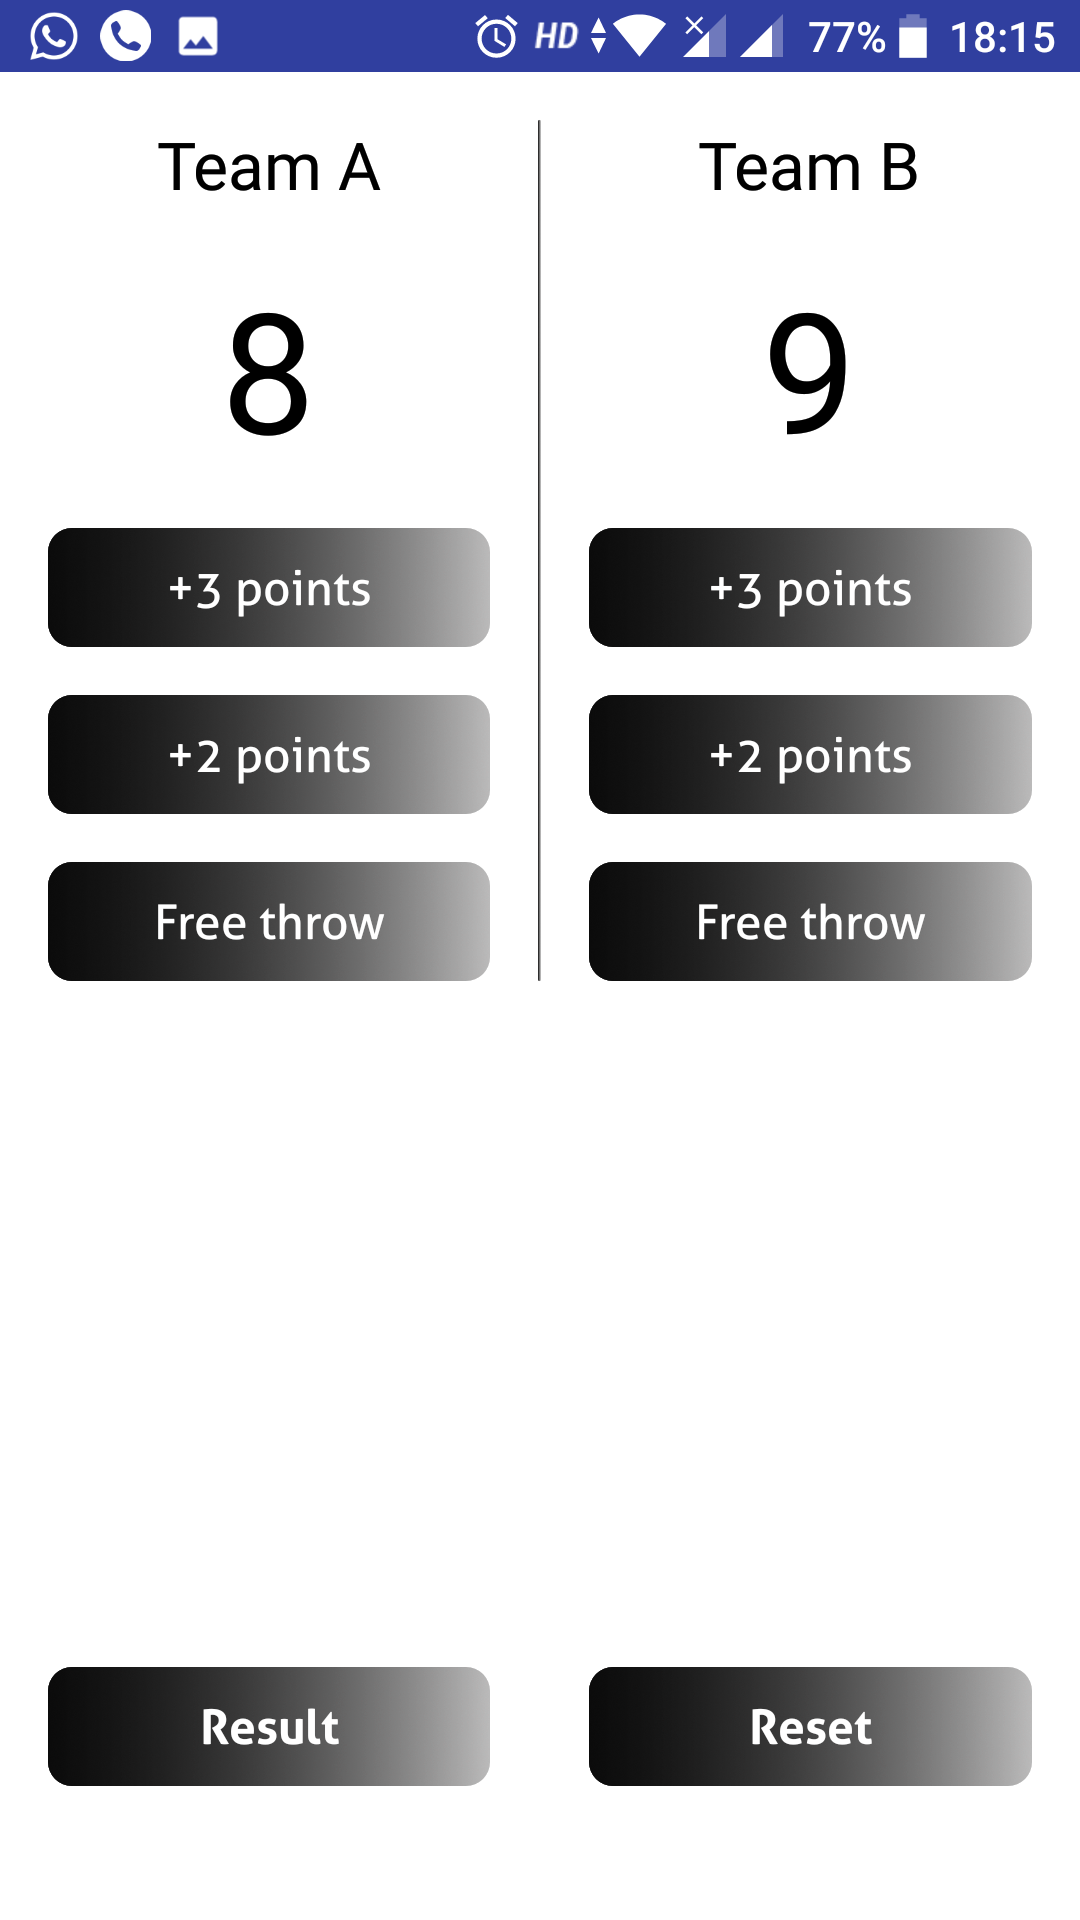 HD 77% 18:15
Team A
8
+3 points
+2 points
Free throw
Team B
9
+3 points
+2 points
Free throw
Result
Reset